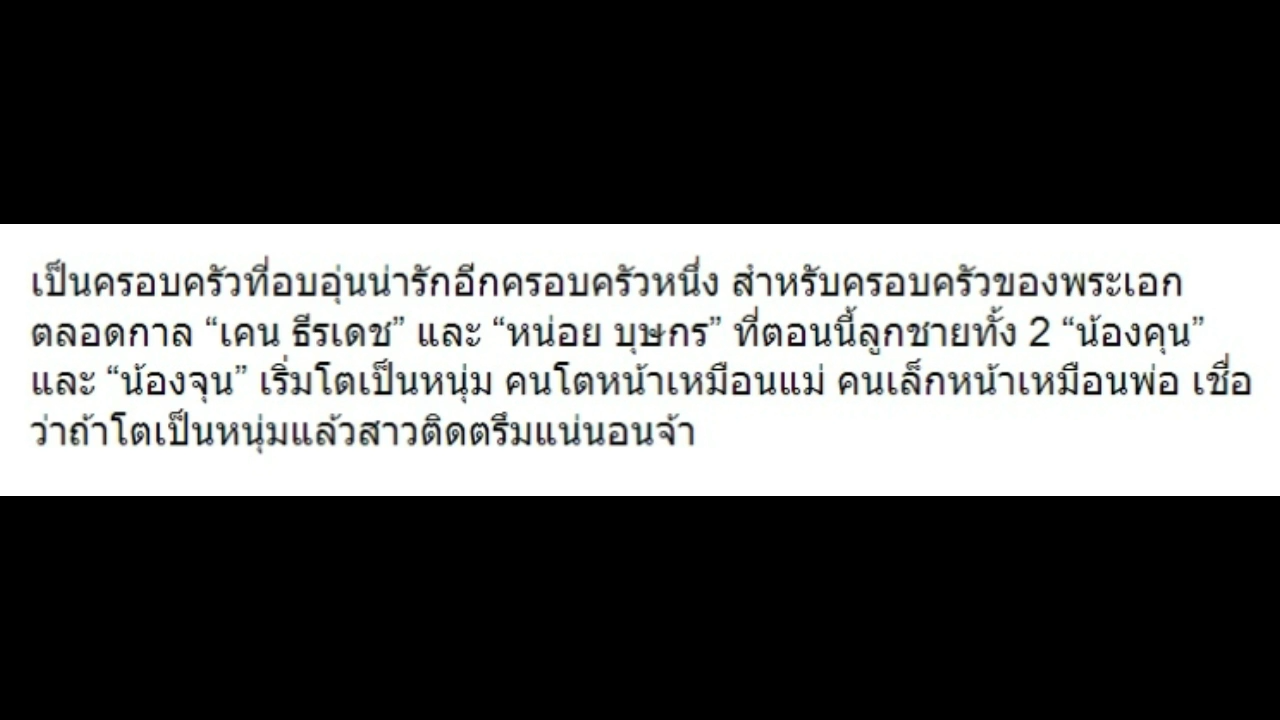 เป็นครอบครัวที่อบอุ่นน่ารักอีกครอบครัวหนึ่ง สำหรับครอบครัวของพระเอก
ตลอดกาล “เคน ธีรเดช” และ “หน่อย บุษกร” ที่ตอนนี้ลูกชายทั้ง 2 “น้องคุน”
และ “น้องจุน” เริ่มโตเป็นหนุ่ม คนโตหน้าเหมือนแม่ คนเล็กหน้าเหมือนพ่อ เชื่อ
ว่าถ้าโตเป็นหนุ่มแล้วสาวติดตรึมแน่นอนจ้า